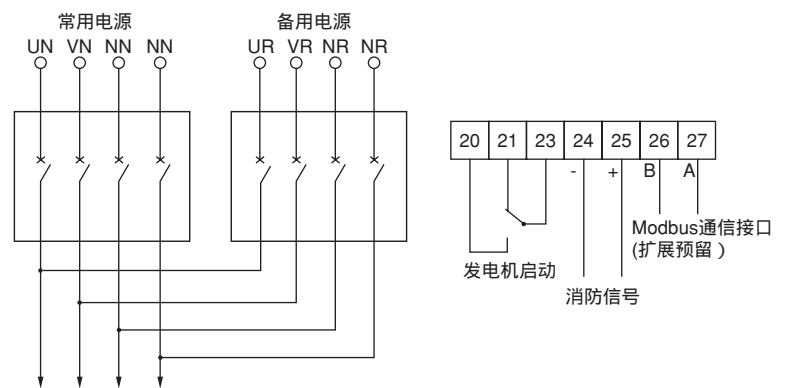 常用电源
备用电源
UN VN NN NN
UR VR NR NR
20 21 23 24 25 26 27
- + B A
Modbus通信接口
(扩展预留）
发电机启动
消防信号